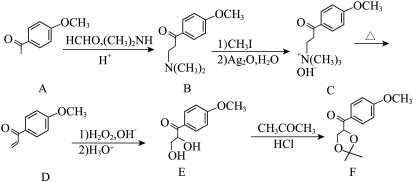 OCH₃ OCH₃ OCH₃
O O O
HCHO,(CH₃)₂NH 1)CH₃I △
H⁺ 2)Ag₂O,H₂O
N(CH₃)₂ N⁺(CH₃)₃
OH⁻
A B C
OCH₃ OCH₃ OCH₃
O O O
1)H₂O₂,OH⁻ CH₃COCH₃
2)H₃O⁺ OH OH HCl O O
D E F